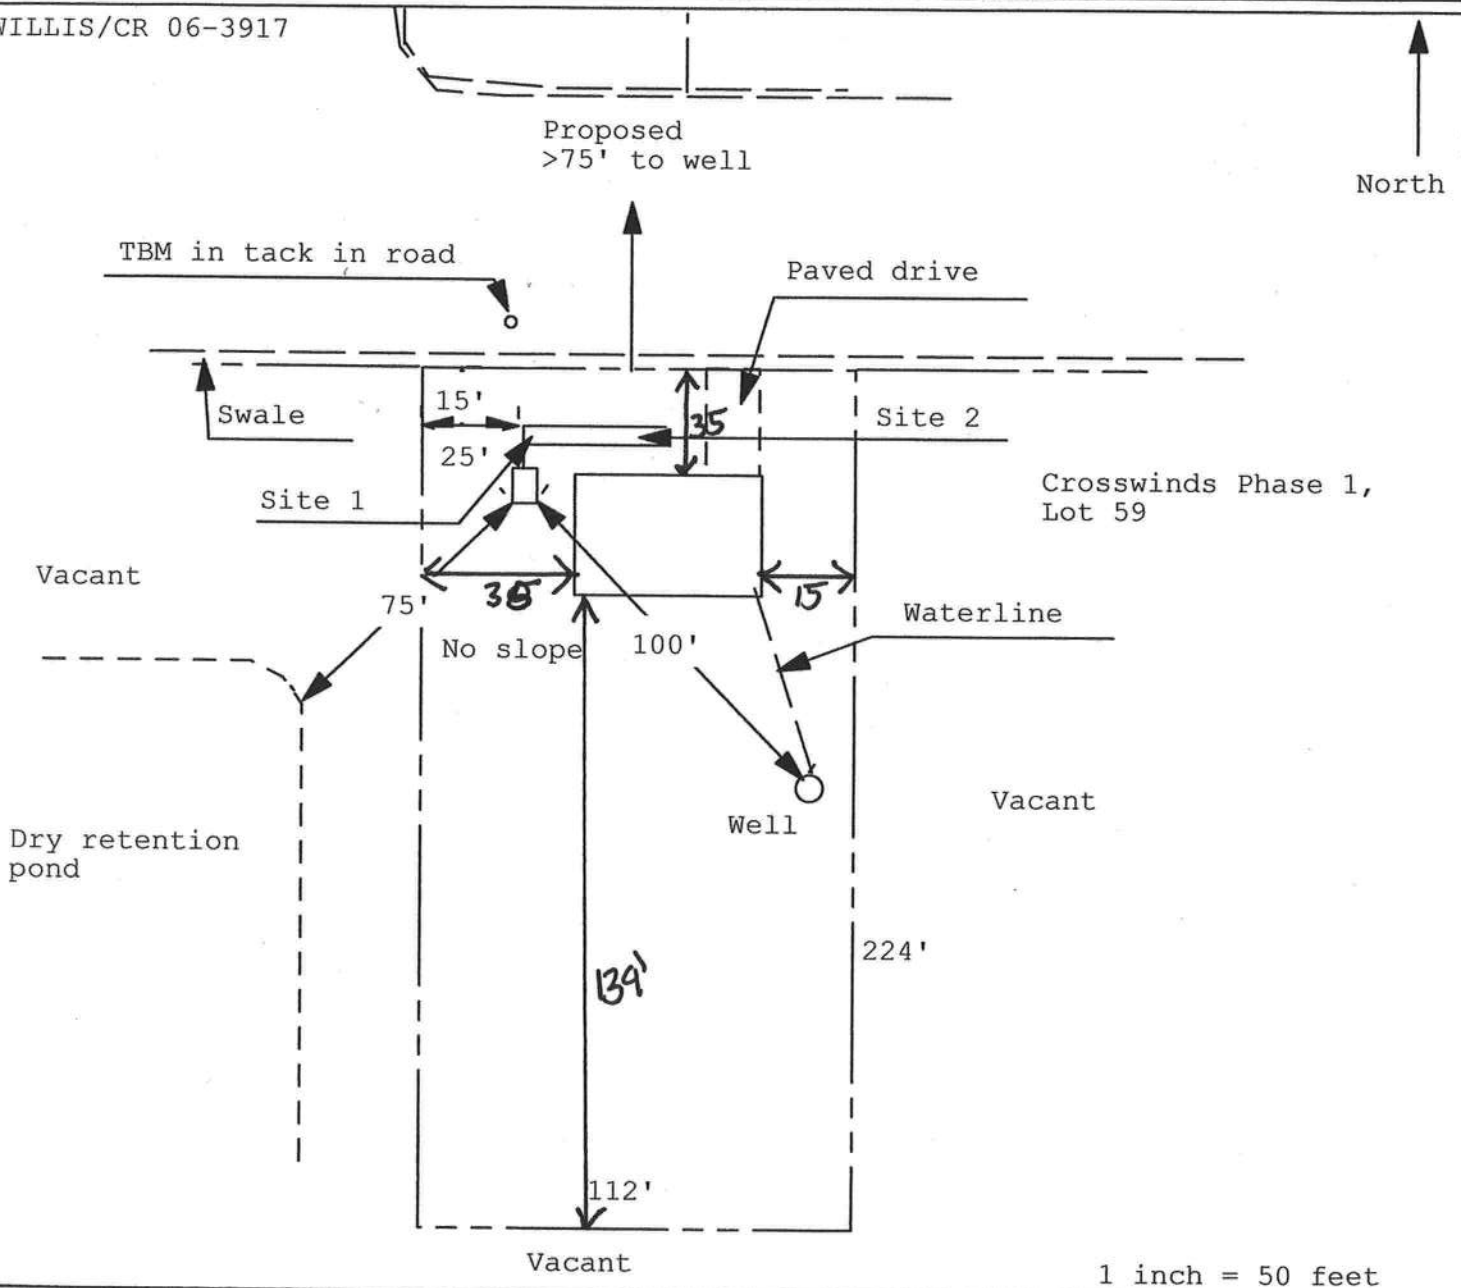 WILLIS/CR 06-3917
Proposed
>75' to well
North
TBM in tack in road
Paved drive
Swale
15'
35
Site 2
25'
Site 1
Crosswinds Phase 1,
Lot 59
Vacant
15
75'
Waterline
No slope
100'
Well
Vacant
Dry retention
pond
224'
139'
112'
Vacant
1 inch = 50 feet